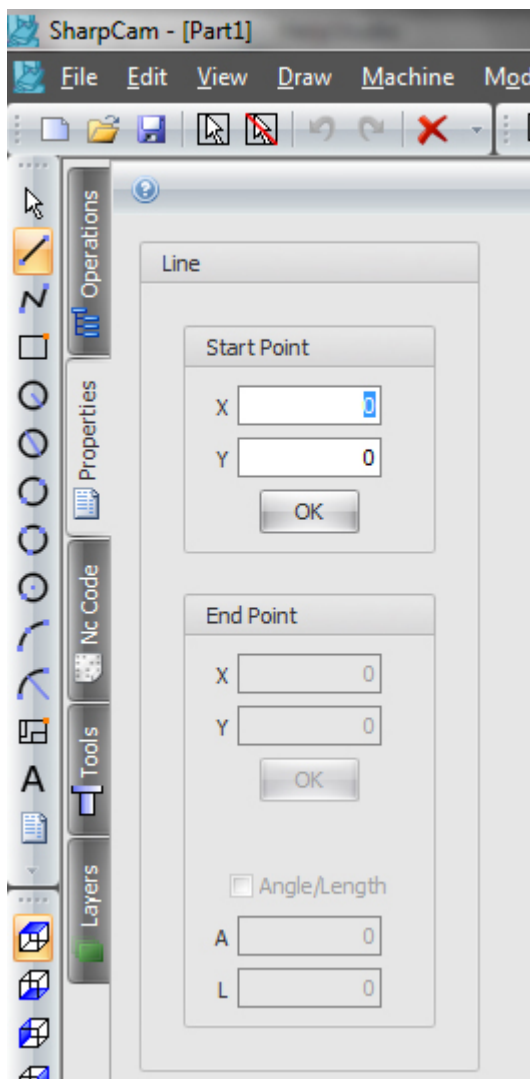 SharpCam - [Part1]
File Edit View Draw Machine Mod
Operations
Properties
Nc Code
Tools
Layers
A
Line
Start Point
X 0
Y 0
OK
End Point
X 0
Y 0
OK
Angle/Length
A 0
L 0